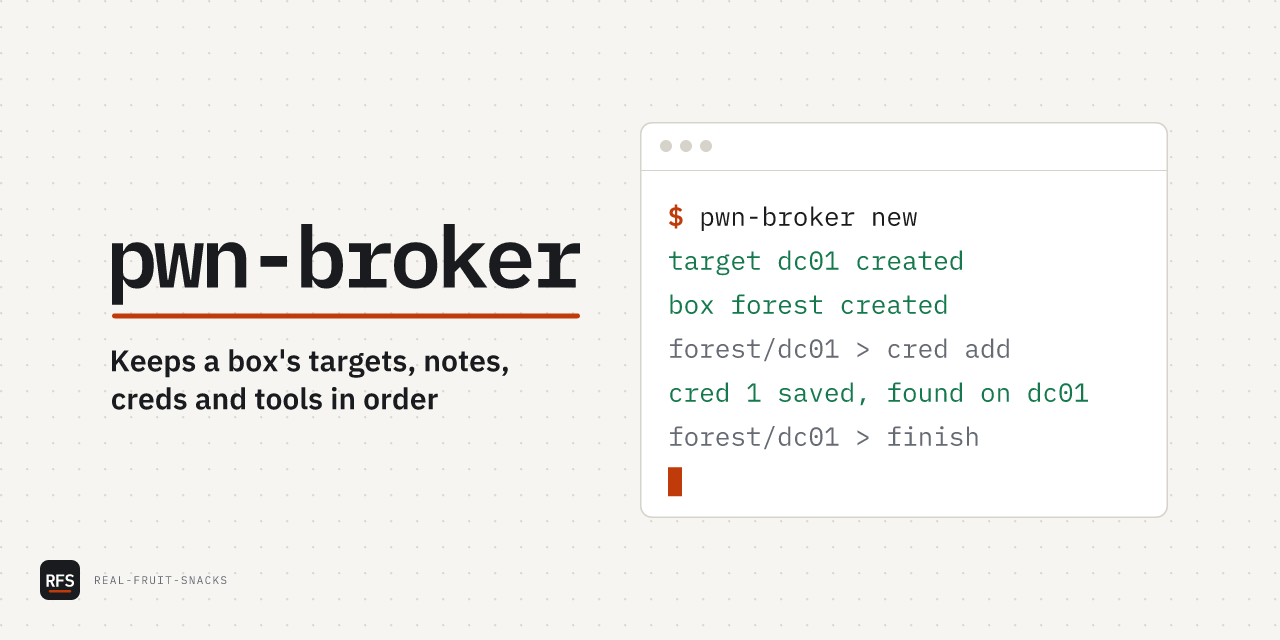 pwn-broker
Keeps a box's targets, notes,
creds and tools in order
$ pwn-broker new
target dc01 created
box forest created
forest/dc01 > cred add
cred 1 saved, found on dc01
forest/dc01 > finish
RFS
REAL-FRUIT-SNACKS